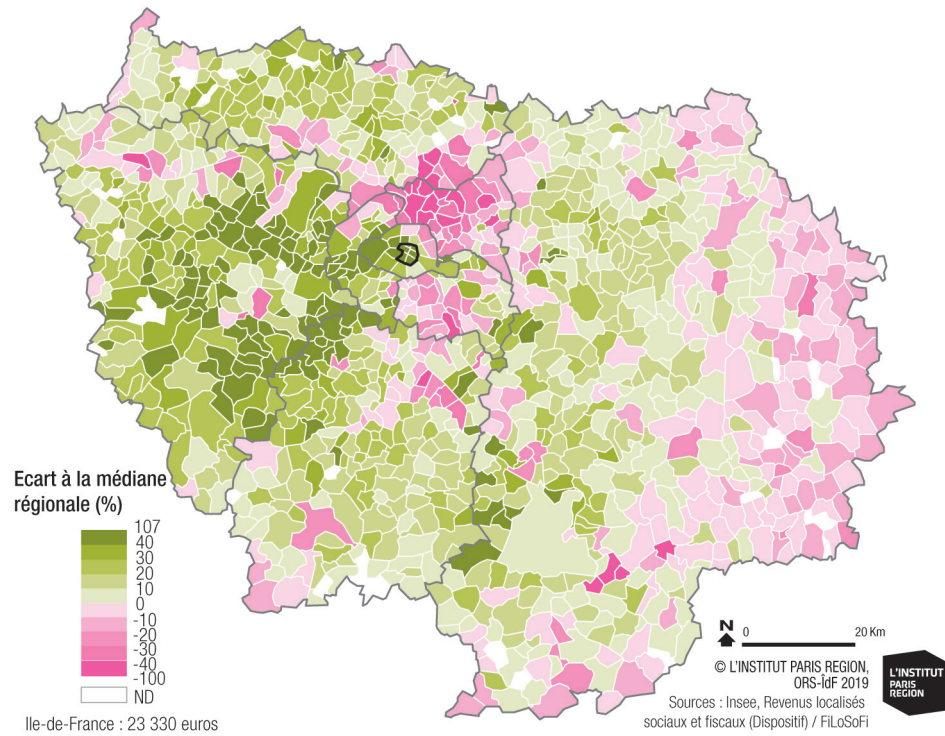 Ecart à la médiane
régionale (%)
107
40
30
20
10
0
-10
-20
-30
-40
-100
ND
Ile-de-France : 23 330 euros
N
0 20 Km
© L'INSTITUT PARIS REGION,
ORS-ÎdF 2019
Sources : Insee, Revenus localisés
sociaux et fiscaux (Dispositif) / FiLoSoFi
L'INSTITUT
PARIS
REGION